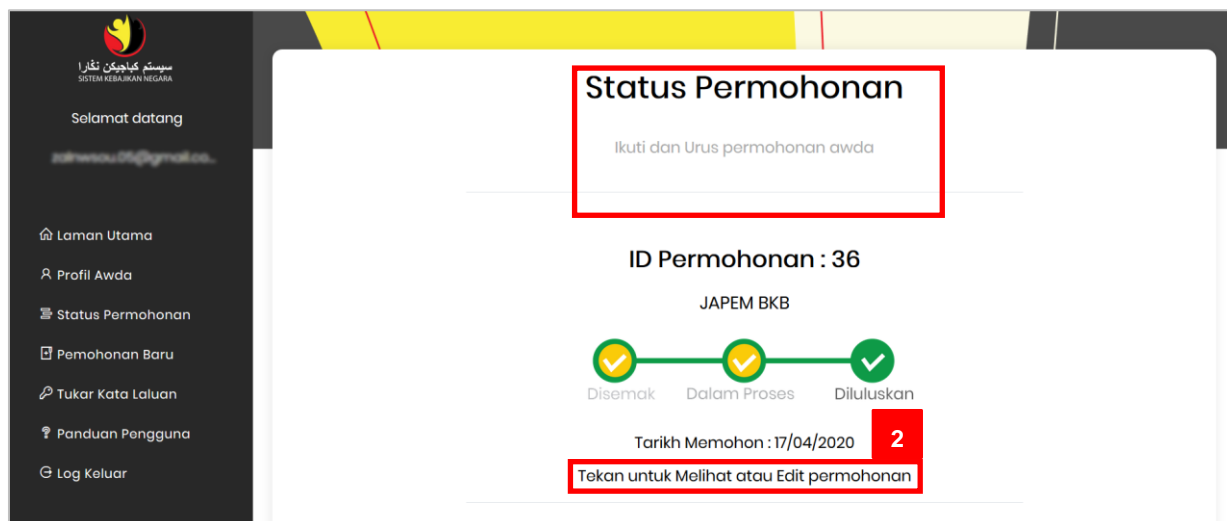 سيستم کباجيکن نݢارا
SISTEM KEBAJIKAN NEGARA
Selamat datang
Laman Utama
Profil Awda
Status Permohonan
Pemohonan Baru
Tukar Kata Laluan
Panduan Pengguna
Log Keluar
Status Permohonan
Ikuti dan Urus permohonan awda
ID Permohonan : 36
JAPEM BKB
Disemak Dalam Proses Diluluskan
Tarikh Memohon : 17/04/2020
2
Tekan untuk Melihat atau Edit permohonan